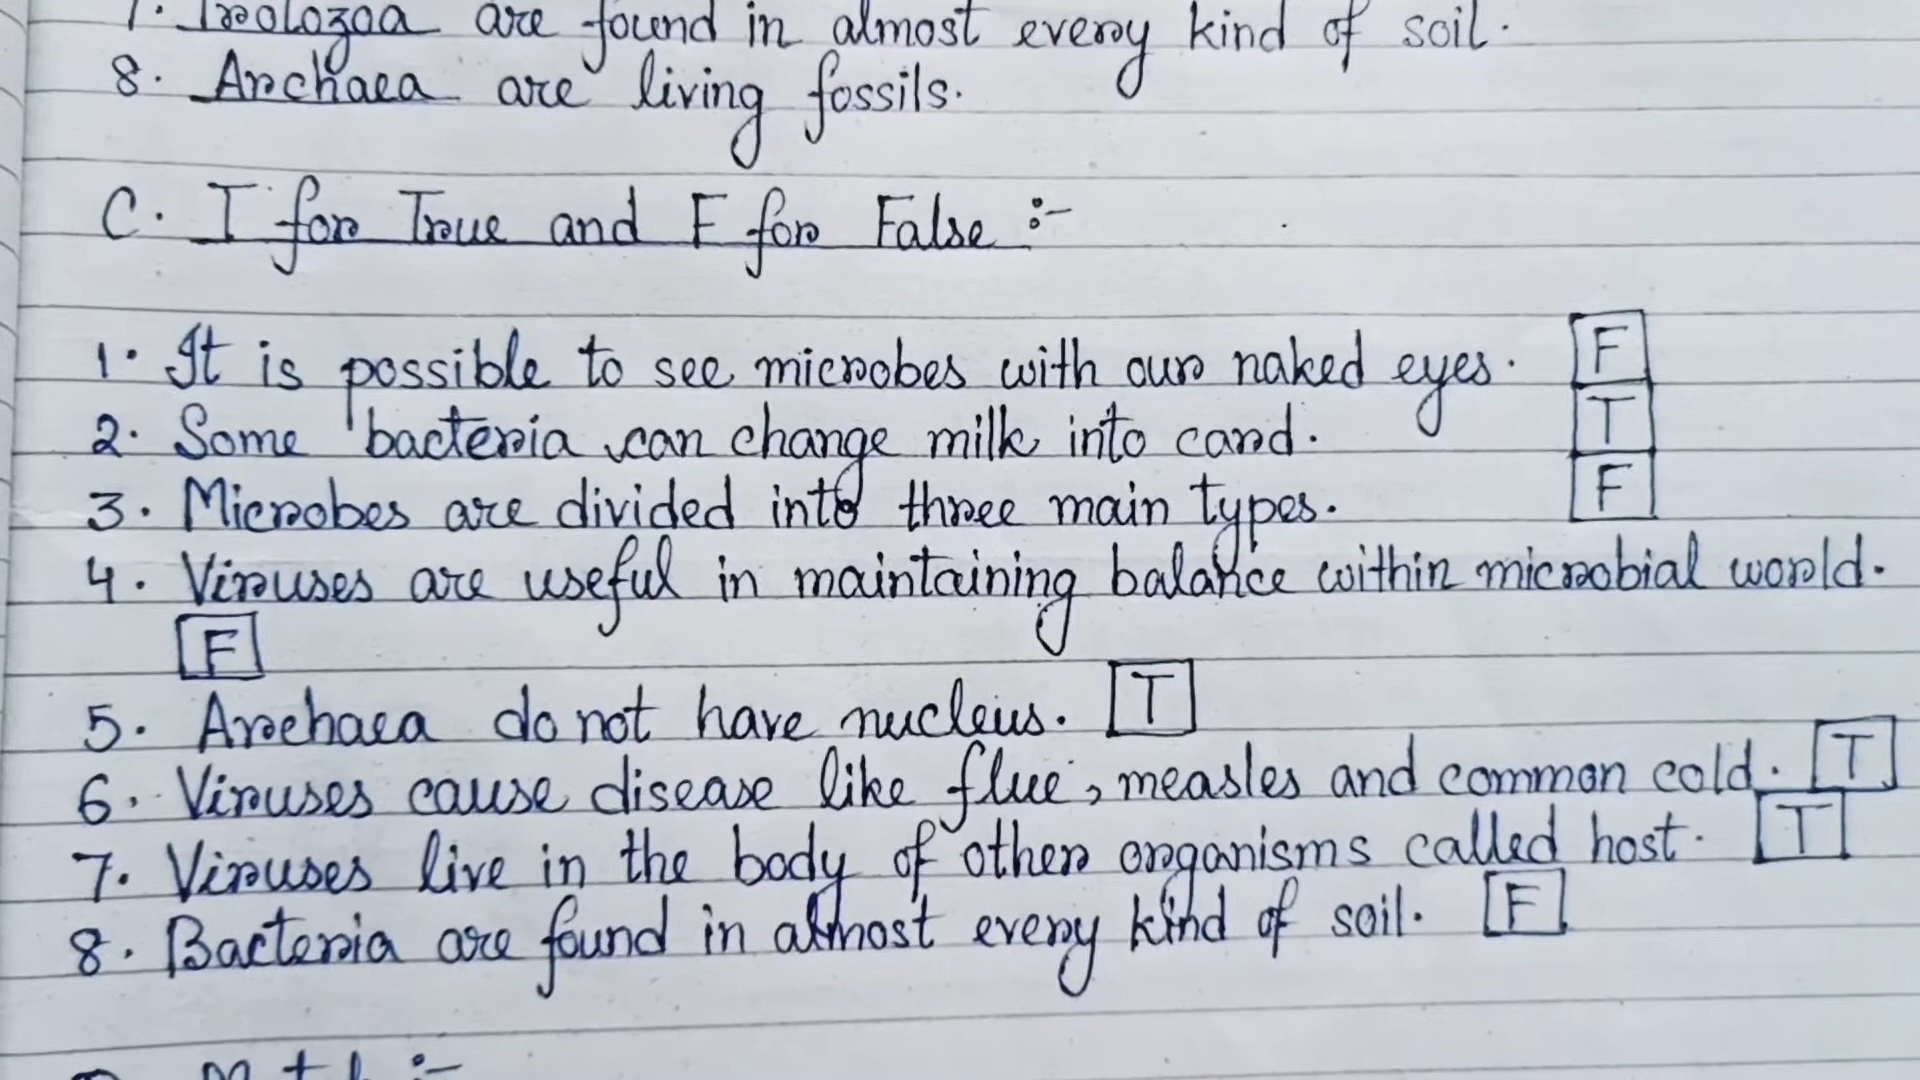 7. Protozoa are found in almost every kind of soil.
8. Archaea are living fossils.
C. T for True and F for False :-
1. It is possible to see microbes with our naked eyes. F
2. Some bacteria can change milk into card. T
3. Microbes are divided into three main types. F
4. Viruses are useful in maintaining balance within microbial world.
F
5. Archaea do not have nucleus. T
6. Viruses cause disease like flue, measles and common cold. T
7. Viruses live in the body of other organisms called host. T
8. Bacteria are found in almost every kind of soil. F